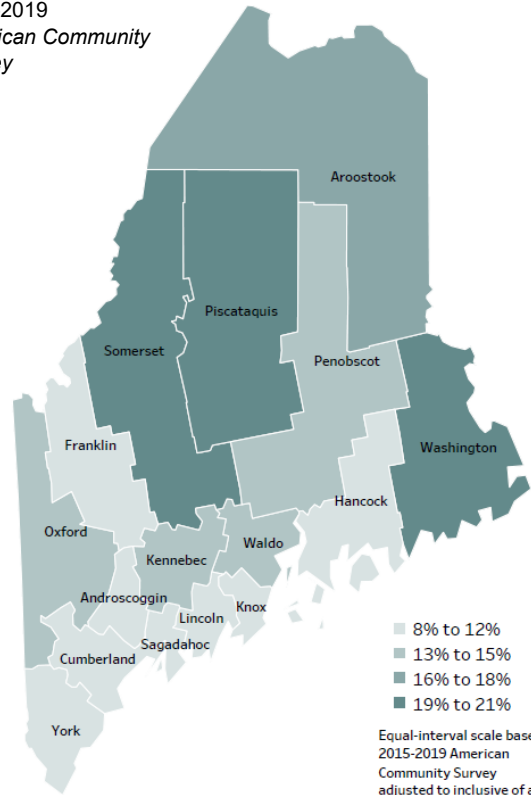 2019
ican Community
ey
Aroostook
Piscataquis
Somerset
Penobscot
Franklin
Washington
Hancock
Oxford
Waldo
Kennebec
Androscoggin
Knox
Lincoln
Sagadahoc
Cumberland
York
8% to 12%
13% to 15%
16% to 18%
19% to 21%
Equal-interval scale base
2015-2019 American
Community Survey
adjusted to inclusive of a